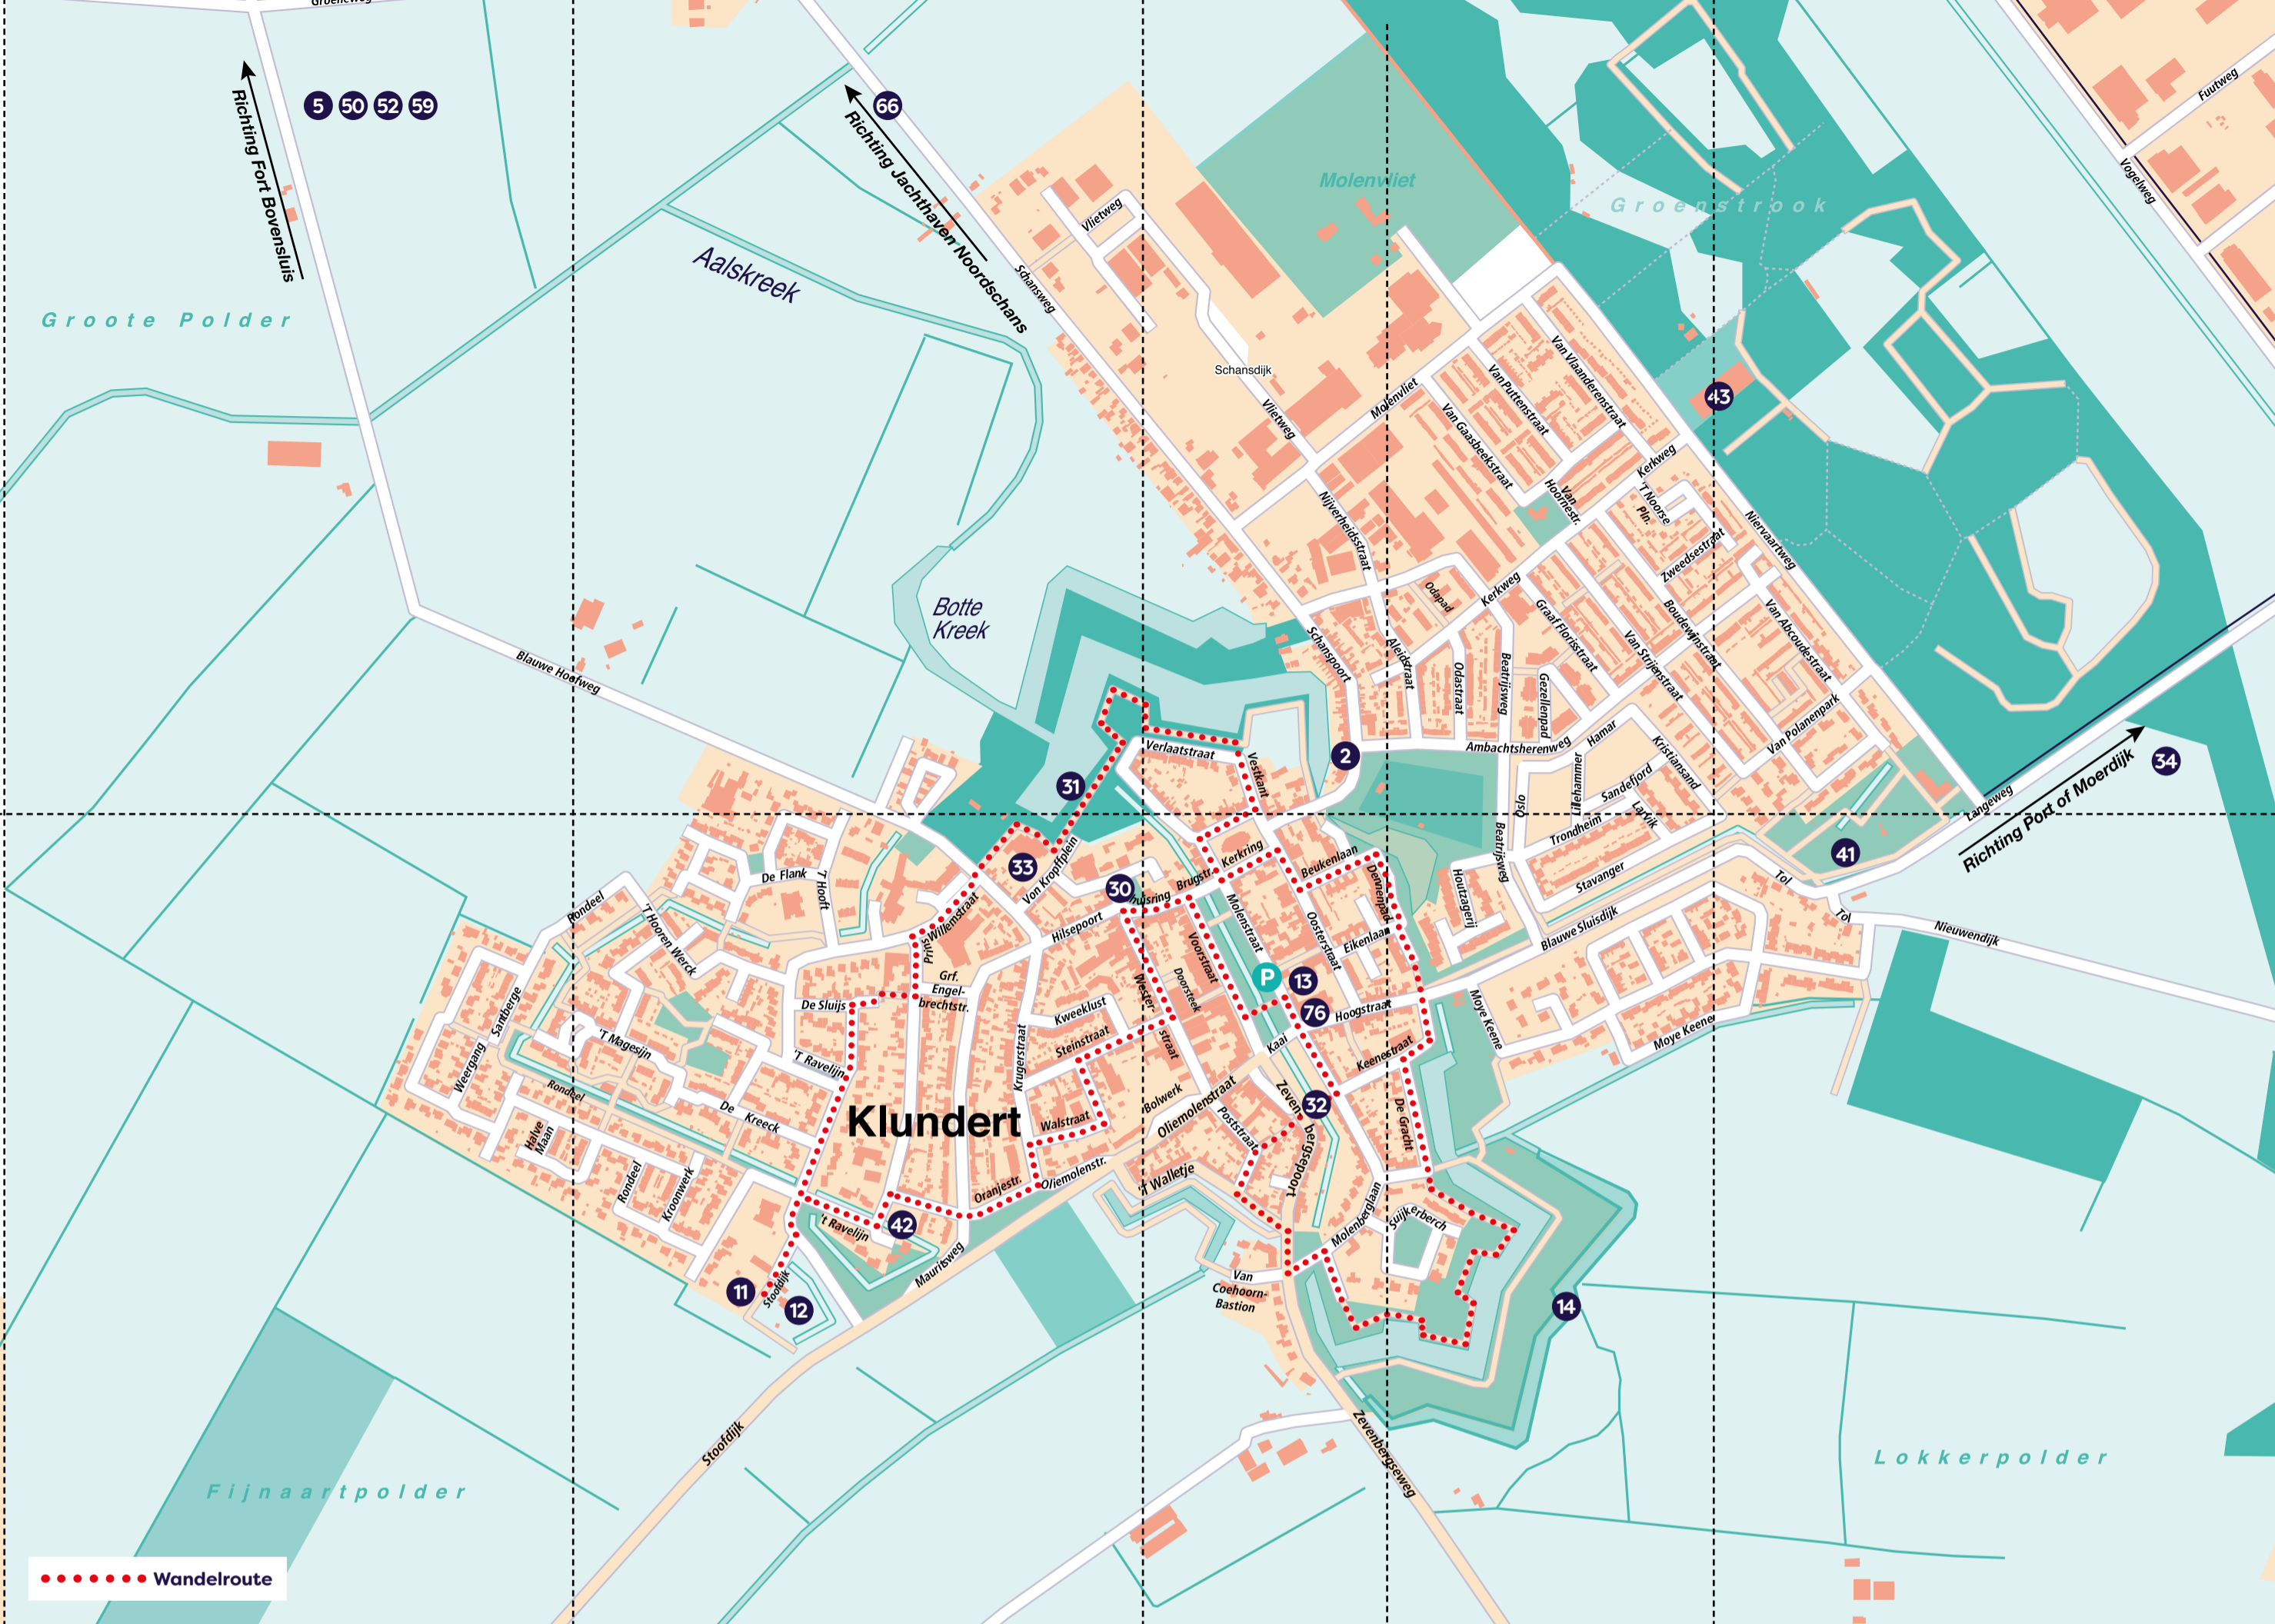 Groeneweg
5
50
52
59
66
Richting Fort Bovensluis
Richting Jachthaven Noordschans
Groote Polder
Aalskreek
Botte
Kreek
Schansweg
Vlietweg
Molenvliet
Groenstrook
Fuutweg
Vogelweg
Schansdijk
Vlietweg
Molenvliet
Van Vlaanderenstraat
Van Puttenstraat
Van Gaasbeekstraat
43
Kerkweg
Van
Hoornestr.
'T Noorse
Pln.
Nijverheidsstraat
Zweedsestraat
Niervaartweg
Odapad
Kerkweg
Graaf Florisstraat
Boudewijnstraat
Van Abcoudestraat
Van Strijenstraat
Schanspoort
Aleidstraat
Odastraat
Beatrijsweg
Gezellenpad
Blauwe Hoefweg
Van Polanenpark
Hamar
Kristiansand
Ambachtsherenweg
2
34
Verlaatstraat
Vestkant
31
Oslo
Lillehammer
Sandefjord
Larvik
Trondheim
Stavanger
Beatrijsweg
Langeweg
Richting Port of Moerdijk
41
33
Von Kropffplein
Kerkring
Beukenlaan
Dennenpad
Houtzagerij
Tol
Tol
Nieuwendijk
De Flank
'T Hooft
30
Brugstr.
Rondeel
'T Hooren Werck
Prins
Willemstraat
Hilsepoort
Molenstraat
Oosterstraat
Eikenlaan
Blauwe Sluisdijk
Voorstraat
Doorsteek
P
13
76
Hoogstraat
Moye Keene
Moye Keene
Grf.
Engel-
brechtstr.
De Sluijs
Santberge
Weergang
'T Magesijn
'T Ravelijn
Kweeklust
Steinstraat
Wester-
straat
Kaai
Keenestraat
Krugerstraat
Rondeel
De Kreeck
Klundert
Walstraat
Bolwerk
Oliemolenstraat
Poststraat
Zeven
bergsepoort
32
De Gracht
Halve
Maan
Rondeel
Kroonwerk
Oranjestr.
Oliemolenstr.
't Walletje
't Ravelijn
42
Mauritsweg
Molenberglaan
Suijkerberch
11
Stoofdijk
12
Van
Coehoorn-
Bastion
14
Stoofdijk
Zevenbergseweg
Lokkerpolder
Fijnaartpolder
Wandelroute